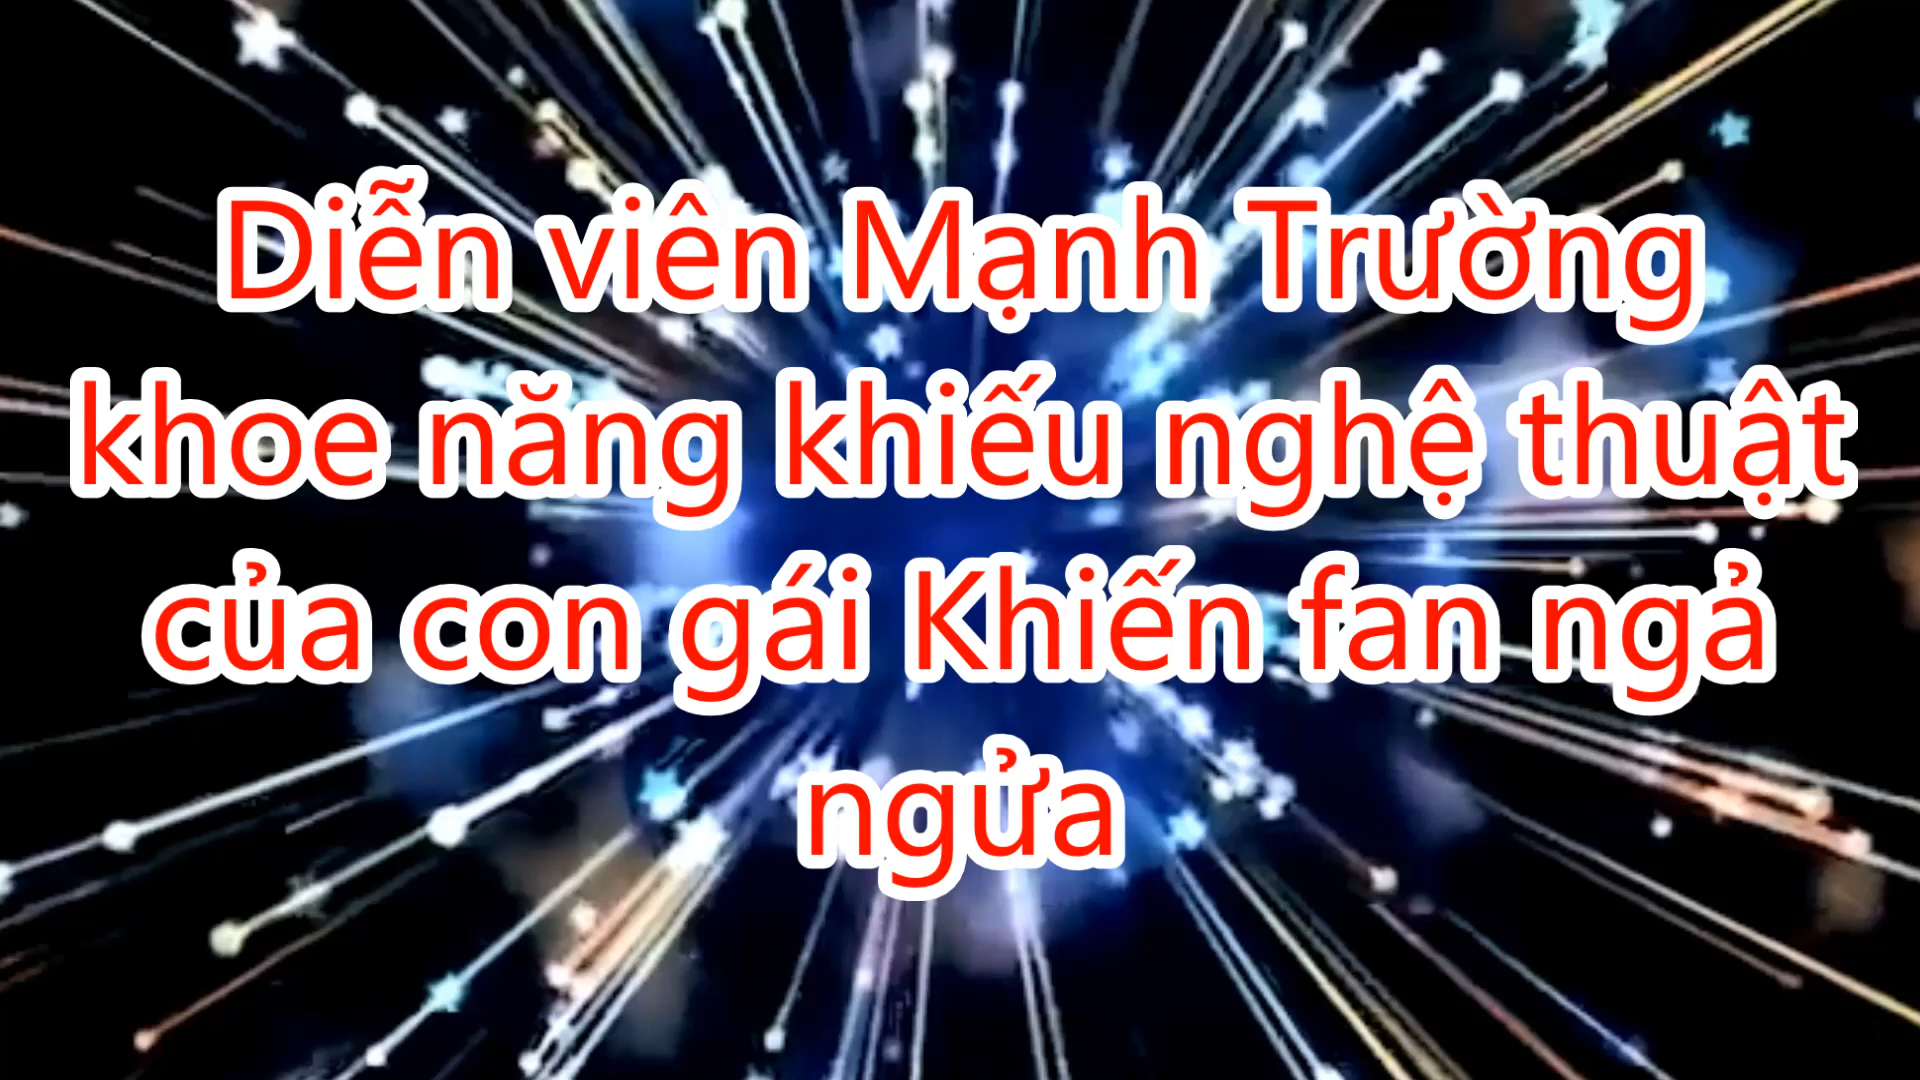 Diễn viên Mạnh Trường
khoe năng khiếu nghệ thuật
của con gái Khiến fan ngả
ngửa